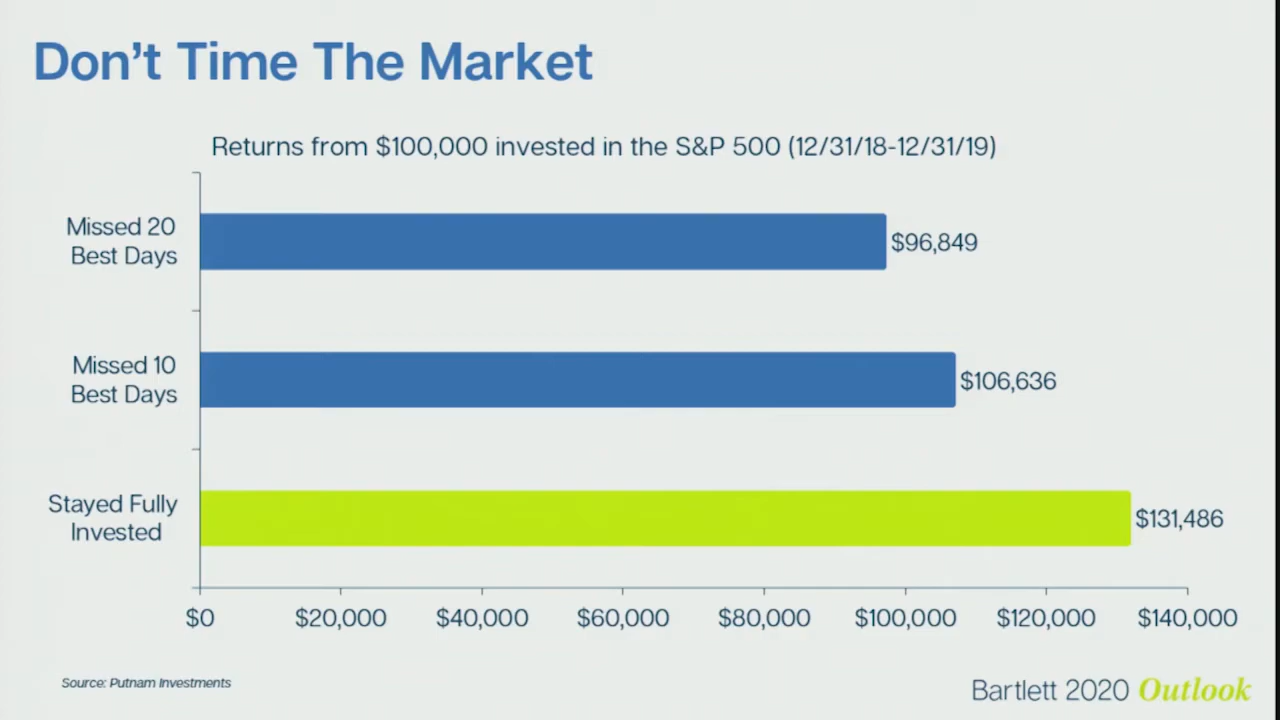 Don't Time The Market
Returns from $100,000 invested in the S&P 500 (12/31/18-12/31/19)
Missed 20
Best Days
$96,849
Missed 10
Best Days
$106,636
Stayed Fully
Invested
$131,486
$0 $20,000 $40,000 $60,000 $80,000 $100,000 $120,000 $140,000
Source: Putnam Investments
Bartlett 2020 Outlook